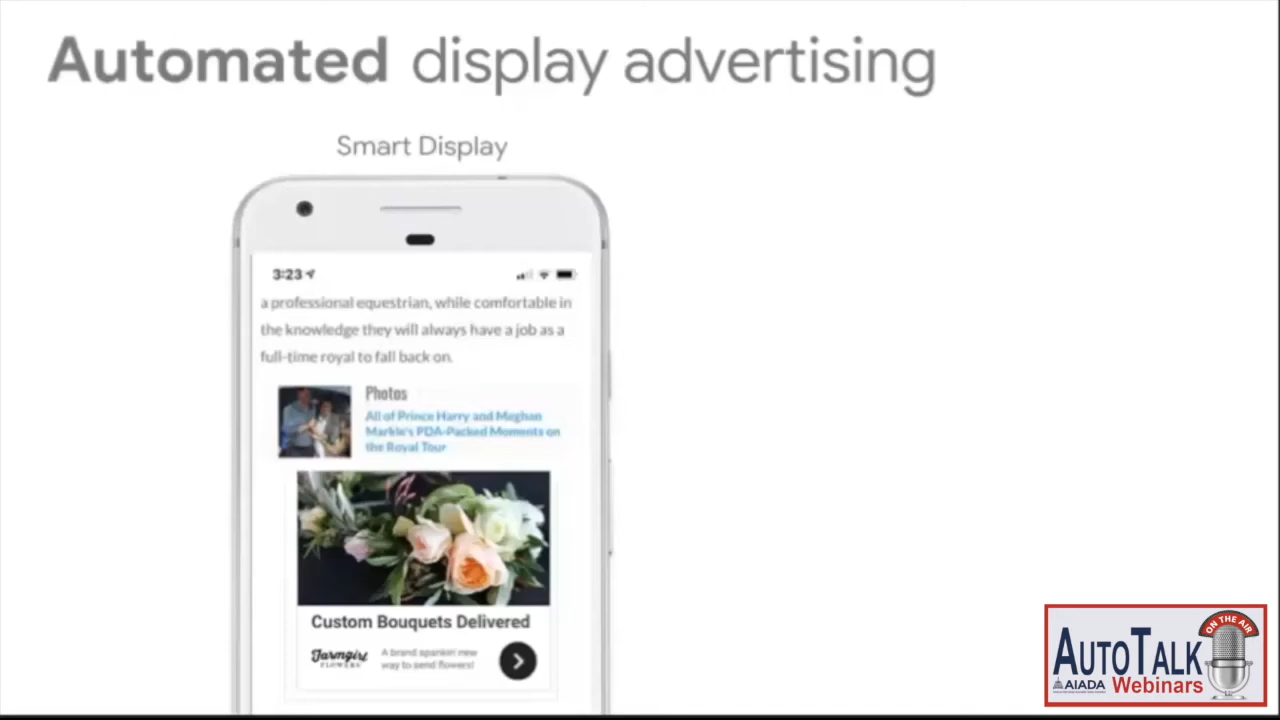 Automated display advertising
Smart Display
3:23
a professional equestrian, while comfortable in
the knowledge they will always have a job as a
full-time royal to fall back on.
Photos
All of Prince Harry and Meghan
Markle's PDA-Packed Moments on
the Royal Tour
Custom Bouquets Delivered
Farmgirl
FLOWERS
A brand spankin' new
way to send flowers!
ON THE AIR
AUTOTALK
AIADA Webinars